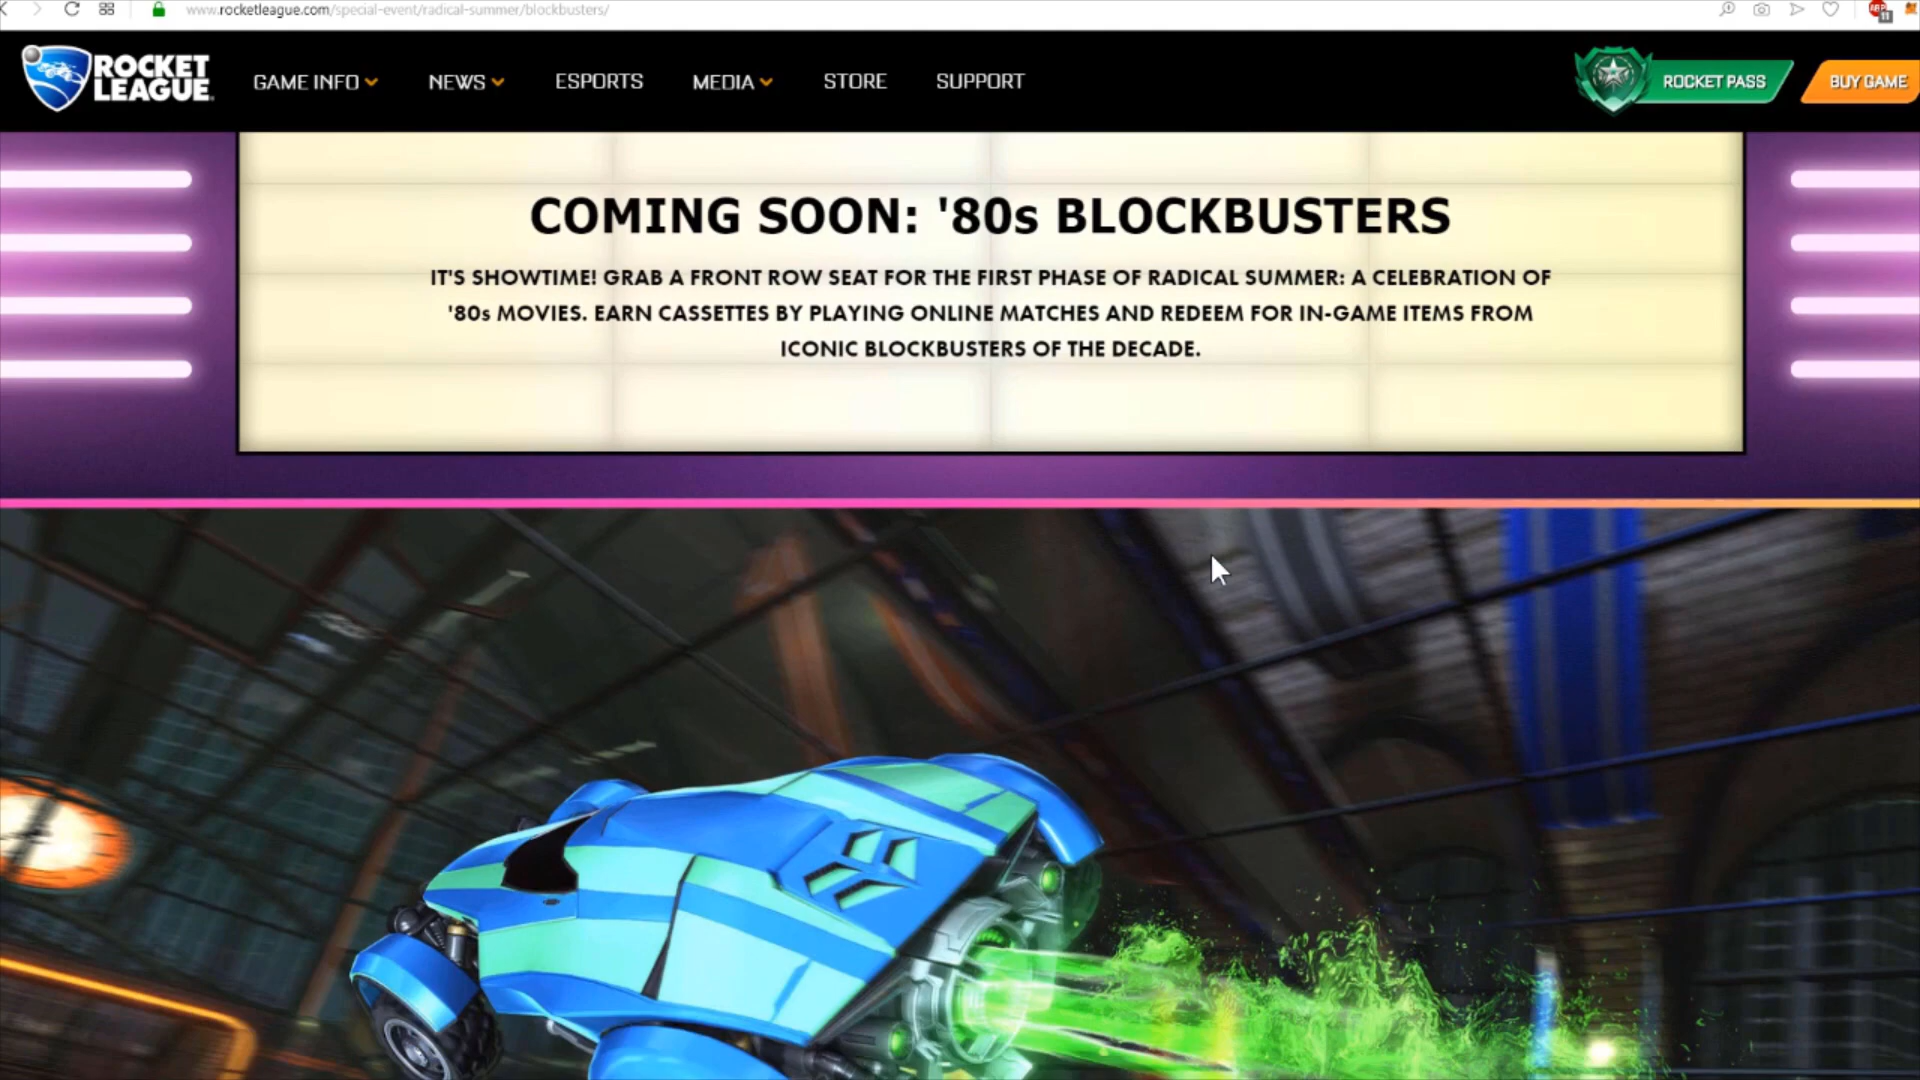 www.rocketleague.com/special-event/radical-summer/blockbusters/
ABP
11
ROCKET LEAGUE
GAME INFO
NEWS
ESPORTS
MEDIA
STORE
SUPPORT
ROCKET PASS
BUY GAME
COMING SOON: '80s BLOCKBUSTERS
IT'S SHOWTIME! GRAB A FRONT ROW SEAT FOR THE FIRST PHASE OF RADICAL SUMMER: A CELEBRATION OF
'80s MOVIES. EARN CASSETTES BY PLAYING ONLINE MATCHES AND REDEEM FOR IN-GAME ITEMS FROM
ICONIC BLOCKBUSTERS OF THE DECADE.